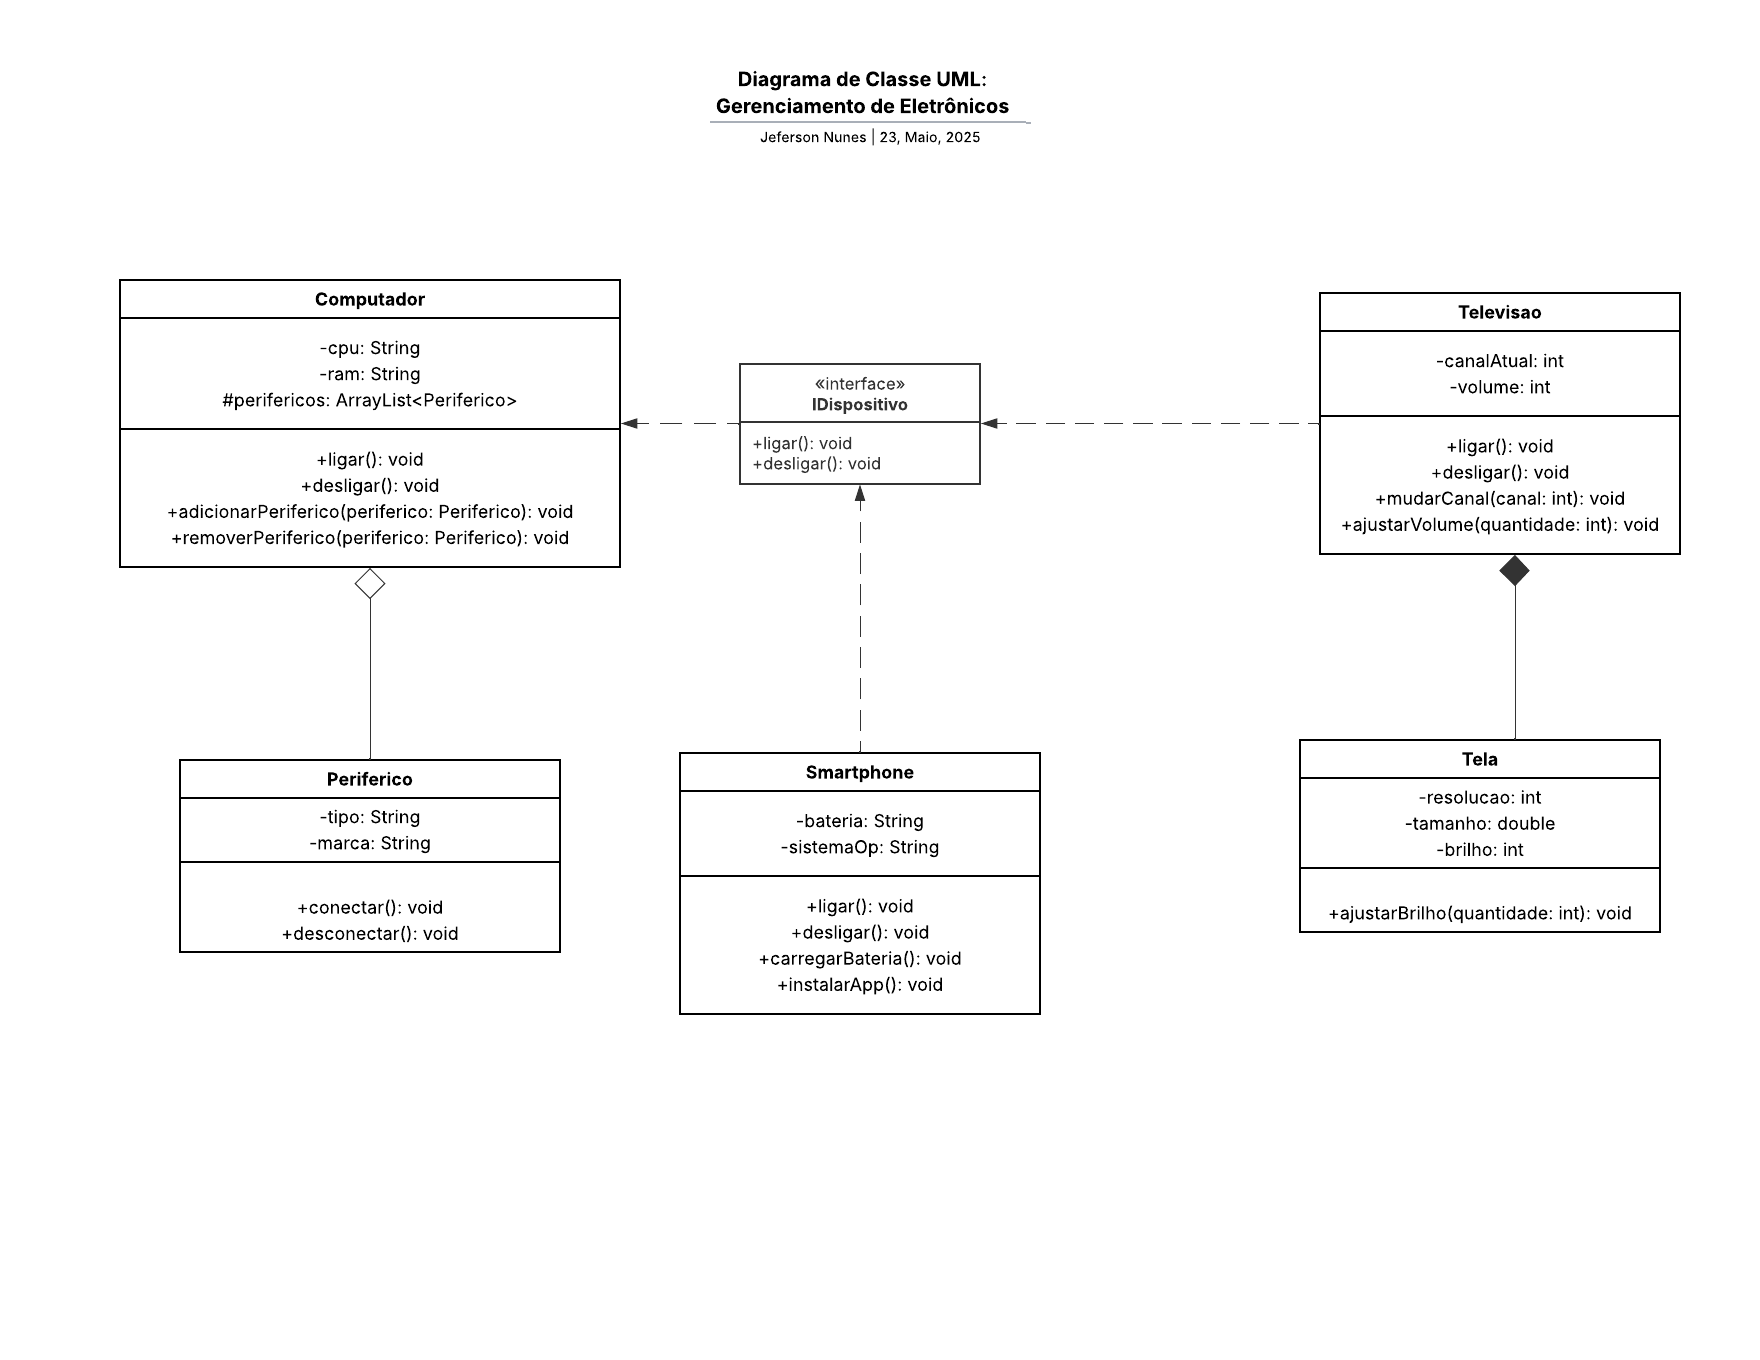 Diagrama de Classe UML:
Gerenciamento de Eletrônicos
Jeferson Nunes | 23, Maio, 2025
Computador
-cpu: String
-ram: String
#perifericos: ArrayList<Periferico>
+ligar(): void
+desligar(): void
+adicionarPeriferico(periferico: Periferico): void
+removerPeriferico(periferico: Periferico): void
«interface»
IDispositivo
+ligar(): void
+desligar(): void
Televisao
-canalAtual: int
-volume: int
+ligar(): void
+desligar(): void
+mudarCanal(canal: int): void
+ajustarVolume(quantidade: int): void
Periferico
-tipo: String
-marca: String
+conectar(): void
+desconectar(): void
Smartphone
-bateria: String
-sistemaOp: String
+ligar(): void
+desligar(): void
+carregarBateria(): void
+instalarApp(): void
Tela
-resolucao: int
-tamanho: double
-brilho: int
+ajustarBrilho(quantidade: int): void